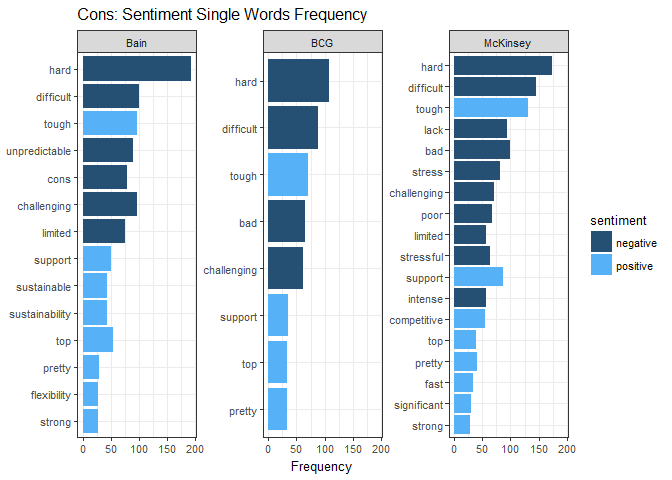 Cons: Sentiment Single Words Frequency
Bain
hard
difficult
tough
unpredictable
cons
challenging
limited
support
sustainable
sustainability
top
pretty
flexibility
strong
0 50 100 150 200
BCG
hard
difficult
tough
bad
challenging
support
top
pretty
0 50 100 150 200
McKinsey
hard
difficult
tough
lack
bad
stress
challenging
poor
limited
stressful
support
intense
competitive
top
pretty
fast
significant
strong
0 50 100 150 200
Frequency
sentiment
negative
positive